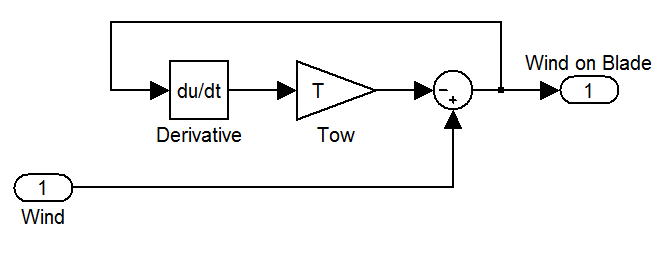 Wind on Blade
du/dt
T
−
+
1
Derivative
Tow
1
Wind